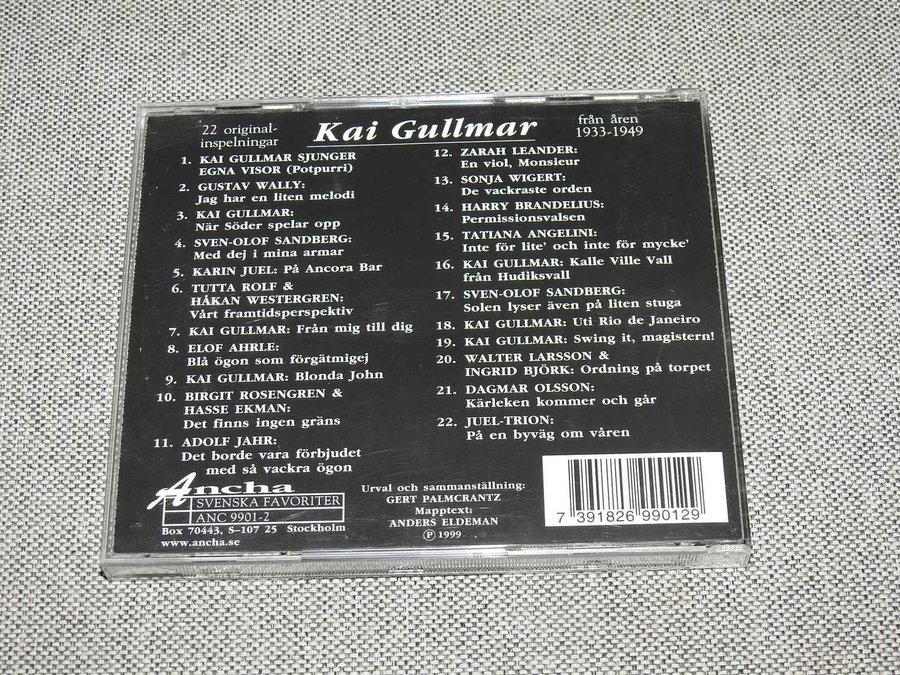 22 original-
inspelningar
Kai Gullmar
från åren
1933-1949
1. KAI GULLMAR SJUNGER
EGNA VISOR (Potpurri)
2. GUSTAV WALLY:
Jag har en liten melodi
3. KAI GULLMAR:
När Söder spelar opp
4. SVEN-OLOF SANDBERG:
Med dej i mina armar
5. KARIN JUEL: På Ancora Bar
6. TUTTA ROLF &
HÅKAN WESTERGREN:
Vårt framtidsperspektiv
7. KAI GULLMAR: Från mig till dig
8. ELOF AHRLE:
Blå ögon som förgätmigej
9. KAI GULLMAR: Blonda John
10. BIRGIT ROSENGREN &
HASSE EKMAN:
Det finns ingen gräns
11. ADOLF JAHR:
Det borde vara förbjudet
med så vackra ögon
12. ZARAH LEANDER:
En viol, Monsieur
13. SONJA WIGERT:
De vackraste orden
14. HARRY BRANDELIUS:
Permissionsvalsen
15. TATIANA ANGELINI:
Inte för lite' och inte för mycke'
16. KAI GULLMAR: Kalle Ville Vall
från Hudiksvall
17. SVEN-OLOF SANDBERG:
Solen lyser även på liten stuga
18. KAI GULLMAR: Uti Rio de Janeiro
19. KAI GULLMAR: Swing it, magistern!
20. WALTER LARSSON &
INGRID BJÖRK: Ordning på torpet
21. DAGMAR OLSSON:
Kärleken kommer och går
22. JUEL-TRION:
På en byväg om våren
Ancha
SVENSKA FAVORITER
ANC 9901-2
Box 70443, S-107 25 Stockholm
www.ancha.se
Urval och sammanställning:
GERT PALMCRANTZ
Mapptext:
ANDERS ELDEMAN
Ⓟ 1999
7 391826 990129